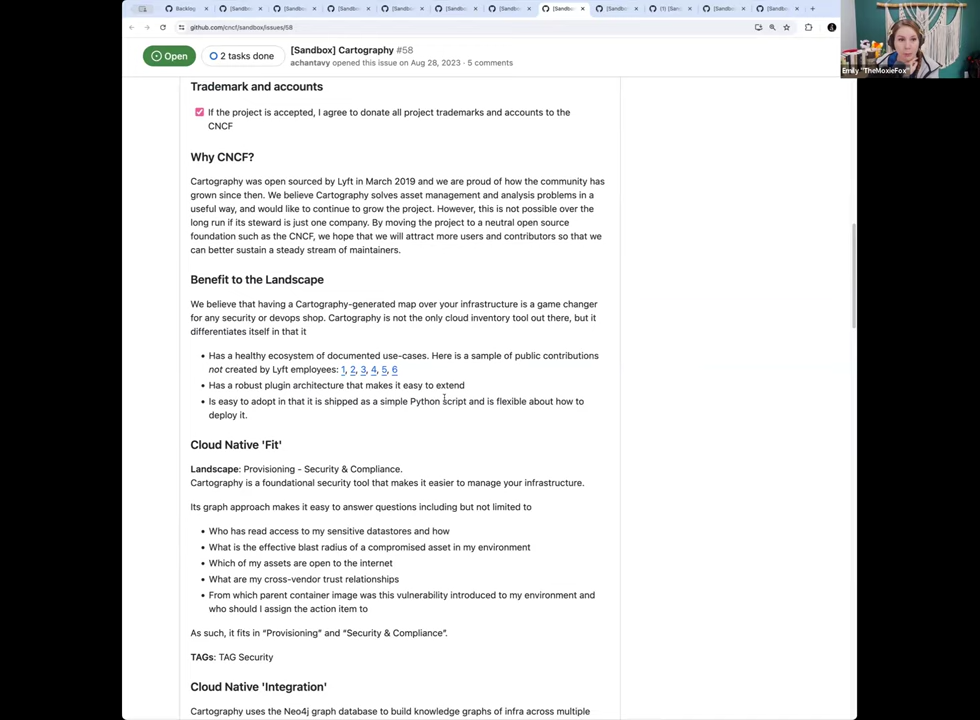 Backlog
[Sandbo
[Sandbo
[Sandb
[Sandbo
[Sandbo
[Sandb
[Sandbo
[Sandbo
(1) [San
[Sandbo
[Sandbo
github.com/cncf/sandbox/issues/58
Open
2 tasks done
[Sandbox] Cartography #58
achantavy opened this issue on Aug 28, 2023 · 5 comments
Emily "TheMoxieFox"
Trademark and accounts
If the project is accepted, I agree to donate all project trademarks and accounts to the
CNCF
Why CNCF?
Cartography was open sourced by Lyft in March 2019 and we are proud of how the community has
grown since then. We believe Cartography solves asset management and analysis problems in a
useful way, and would like to continue to grow the project. However, this is not possible over the
long run if its steward is just one company. By moving the project to a neutral open source
foundation such as the CNCF, we hope that we will attract more users and contributors so that we
can better sustain a steady stream of maintainers.
Benefit to the Landscape
We believe that having a Cartography-generated map over your infrastructure is a game changer
for any security or devops shop. Cartography is not the only cloud inventory tool out there, but it
differentiates itself in that it
• Has a healthy ecosystem of documented use-cases. Here is a sample of public contributions
not created by Lyft employees: 1, 2, 3, 4, 5, 6
• Has a robust plugin architecture that makes it easy to extend
• Is easy to adopt in that it is shipped as a simple Python script and is flexible about how to
deploy it.
Cloud Native 'Fit'
Landscape: Provisioning - Security & Compliance.
Cartography is a foundational security tool that makes it easier to manage your infrastructure.
Its graph approach makes it easy to answer questions including but not limited to
• Who has read access to my sensitive datastores and how
• What is the effective blast radius of a compromised asset in my environment
• Which of my assets are open to the internet
• What are my cross-vendor trust relationships
• From which parent container image was this vulnerability introduced to my environment and
who should I assign the action item to
As such, it fits in “Provisioning” and “Security & Compliance”.
TAGs: TAG Security
Cloud Native 'Integration'
Cartography uses the Neo4j graph database to build knowledge graphs of infra across multiple